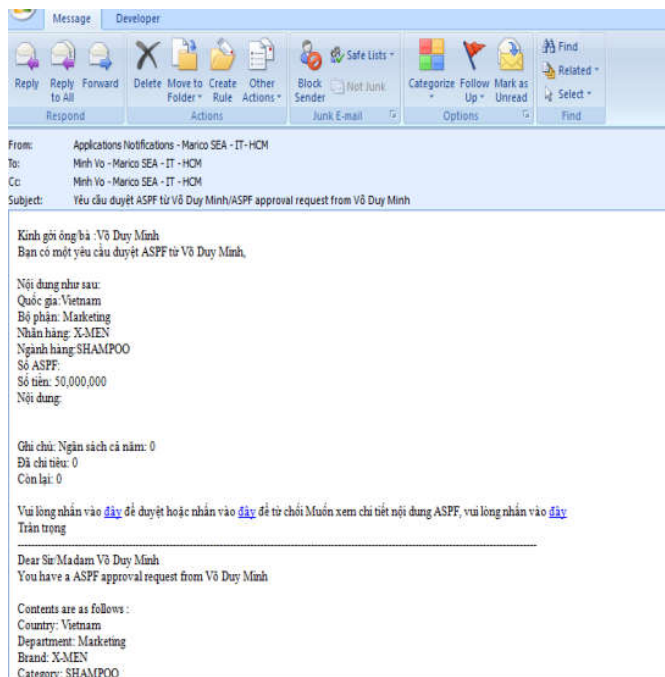 Message Developer
Reply Reply to All Forward Delete Move to Folder Create Rule Other Actions Block Sender Safe Lists Not Junk Categorize Follow Up Mark as Unread Find Related Select
Respond Actions Junk E-mail Options Find
From: Applications Notifications - Marico SEA - IT-HCM
To: Minh Vo - Marico SEA - IT - HCM
Cc: Minh Vo - Marico SEA - IT - HCM
Subject: Yêu cầu duyệt ASPF từ Võ Duy Minh/ASPF approval request from Võ Duy Minh
Kính gởi ông/bà :Võ Duy Minh
Bạn có một yêu cầu duyệt ASPF từ Võ Duy Minh,
Nội dung như sau:
Quốc gia:Vietnam
Bộ phận: Marketing
Nhãn hàng: X-MEN
Ngành hàng:SHAMPOO
Số ASPF:
Số tiền: 50,000,000
Nội dung:
Ghi chú: Ngân sách cả năm: 0
Đã chi tiêu: 0
Còn lại: 0
Vui lòng nhấn vào đây để duyệt hoặc nhấn vào đây để từ chối Muốn xem chi tiết nội dung ASPF, vui lòng nhấn vào đây
Trân trọng
Dear Sir/Madam Võ Duy Minh
You have a ASPF approval request from Võ Duy Minh
Contents are as follows :
Country: Vietnam
Department: Marketing
Brand: X-MEN
Category: SHAMPOO